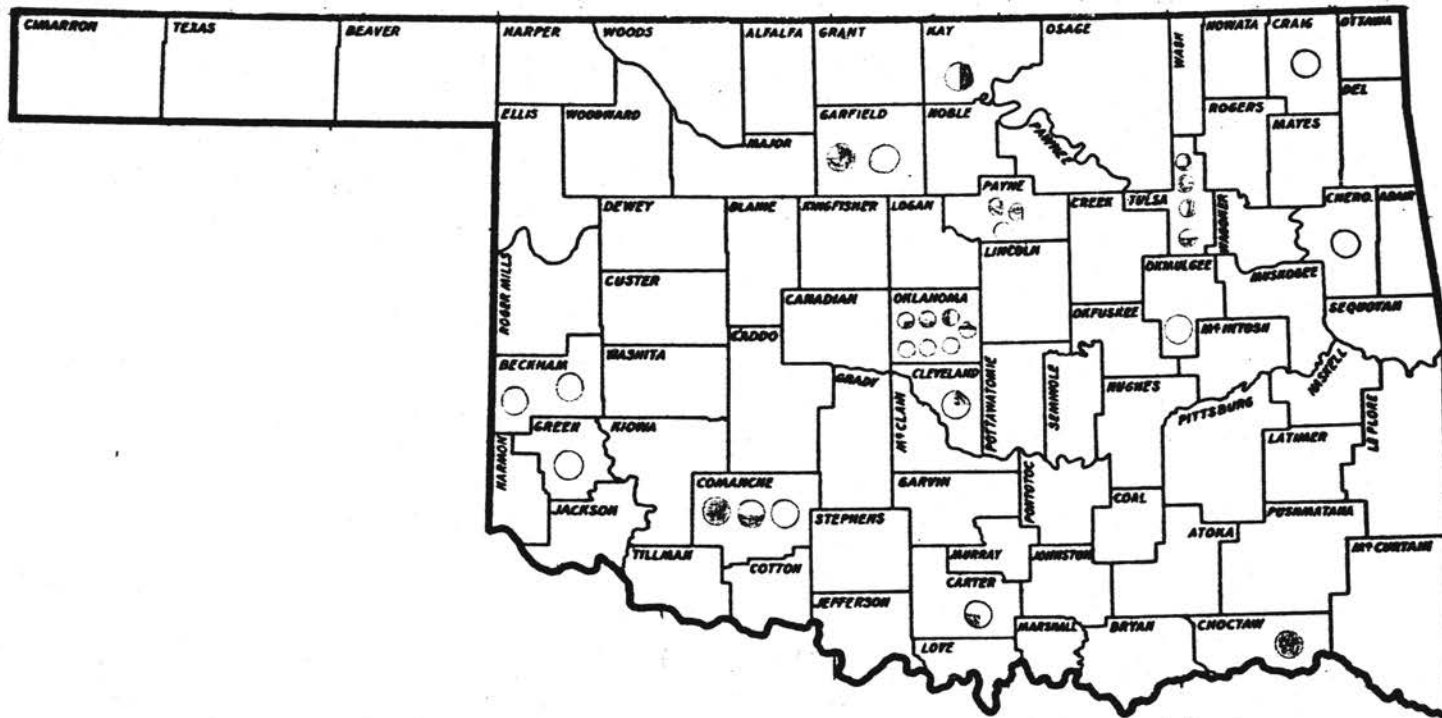 CIMARRON
TEXAS
BEAVER
HARPER
WOODS
ALFALFA
GRANT
KAY
OSAGE
WASH
NOWATA
CRAIG
OTTAWA
ELLIS
WOODWARD
MAJOR
GARFIELD
NOBLE
PAWNEE
ROGERS
MAYES
DEL
DEWEY
BLAINE
KINGFISHER
LOGAN
PAYNE
CREEK
TULSA
WAGONER
CHERO.
ADAIR
ROGER MILLS
CUSTER
CANADIAN
OKLAHOMA
LINCOLN
OKMULGEE
MUSKOGEE
SEQUOYAH
BECKHAM
WASHITA
CADDO
GRADY
McCLAIN
CLEVELAND
POTTAWATOMIE
SEMINOLE
OKFUSKEE
McINTOSH
HASKELL
HUGHES
PITTSBURG
LATIMER
LE FLORE
HARMON
GREEN
KIOWA
COMANCHE
GARVIN
PONTOTOC
COAL
JACKSON
STEPHENS
ATOKA
PUSHMATAHA
McCURTAIN
TILLMAN
COTTON
MURRAY
JOHNSTON
CARTER
JEFFERSON
LOVE
MARSHALL
BRYAN
CHOCTAW